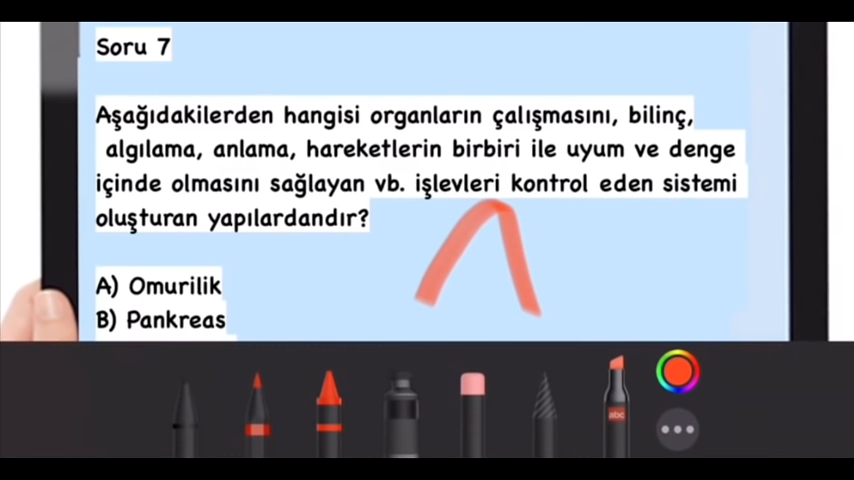 Soru 7
Aşağıdakilerden hangisi organların çalışmasını, bilinç,
algılama, anlama, hareketlerin birbiri ile uyum ve denge
içinde olmasını sağlayan vb. işlevleri kontrol eden sistemi
oluşturan yapılardandır?
A) Omurilik
B) Pankreas
abc